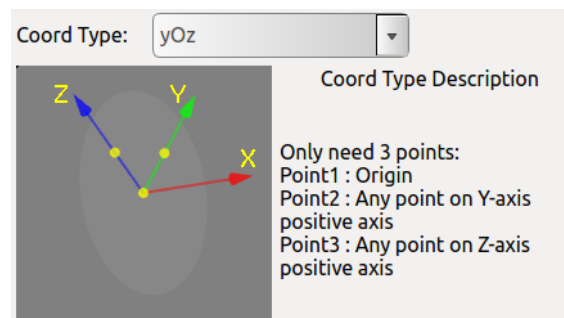 Coord Type:
yOz
Coord Type Description
Z
Y
X
Only need 3 points:
Point1 : Origin
Point2 : Any point on Y-axis
positive axis
Point3 : Any point on Z-axis
positive axis